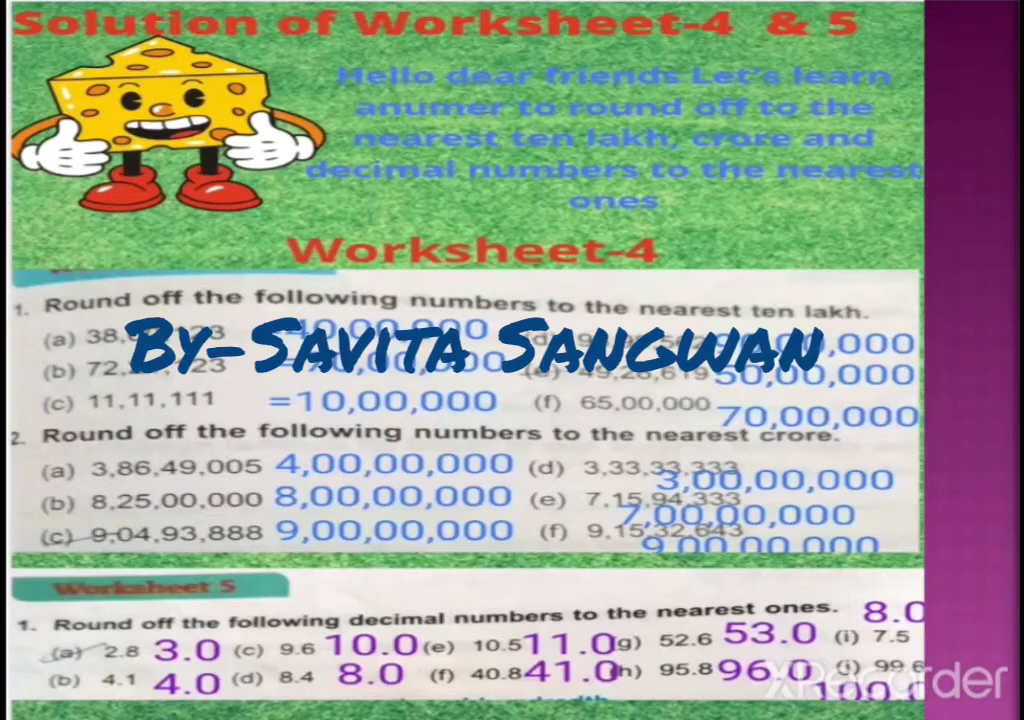 Solution of Worksheet-4 & 5
Hello dear friends Let's learn
anumer to round off to the
nearest ten lakh, crore and
decimal numbers to the nearest
ones
Worksheet-4
1. Round off the following numbers to the nearest ten lakh.
By-Savita Sangwan
(a) 38, 40,00,000 (d)
(b) 72, 23 (e) 49,26,619 50,00,000
(c) 11,11,111 =10,00,000 (f) 65,00,000 70,00,000
2. Round off the following numbers to the nearest crore.
(a) 3,86,49,005 4,00,00,000 (d) 3,33,33,333 3,00,00,000
(b) 8,25,00,000 8,00,00,000 (e) 7,15,94,333 7,00,00,000
(c) 9,04,93,888 9,00,00,000 (f) 9,15,32,643 9,00,00,000
Worksheet 5
1. Round off the following decimal numbers to the nearest ones. 8.0
(a) 2.8 3.0 (c) 9.6 10.0 (e) 10.5 11.0 (g) 52.6 53.0 (i) 7.5
(b) 4.1 4.0 (d) 8.4 8.0 (f) 40.8 41.0 (h) 95.8 96.0 (j) 99.6
XRecorder